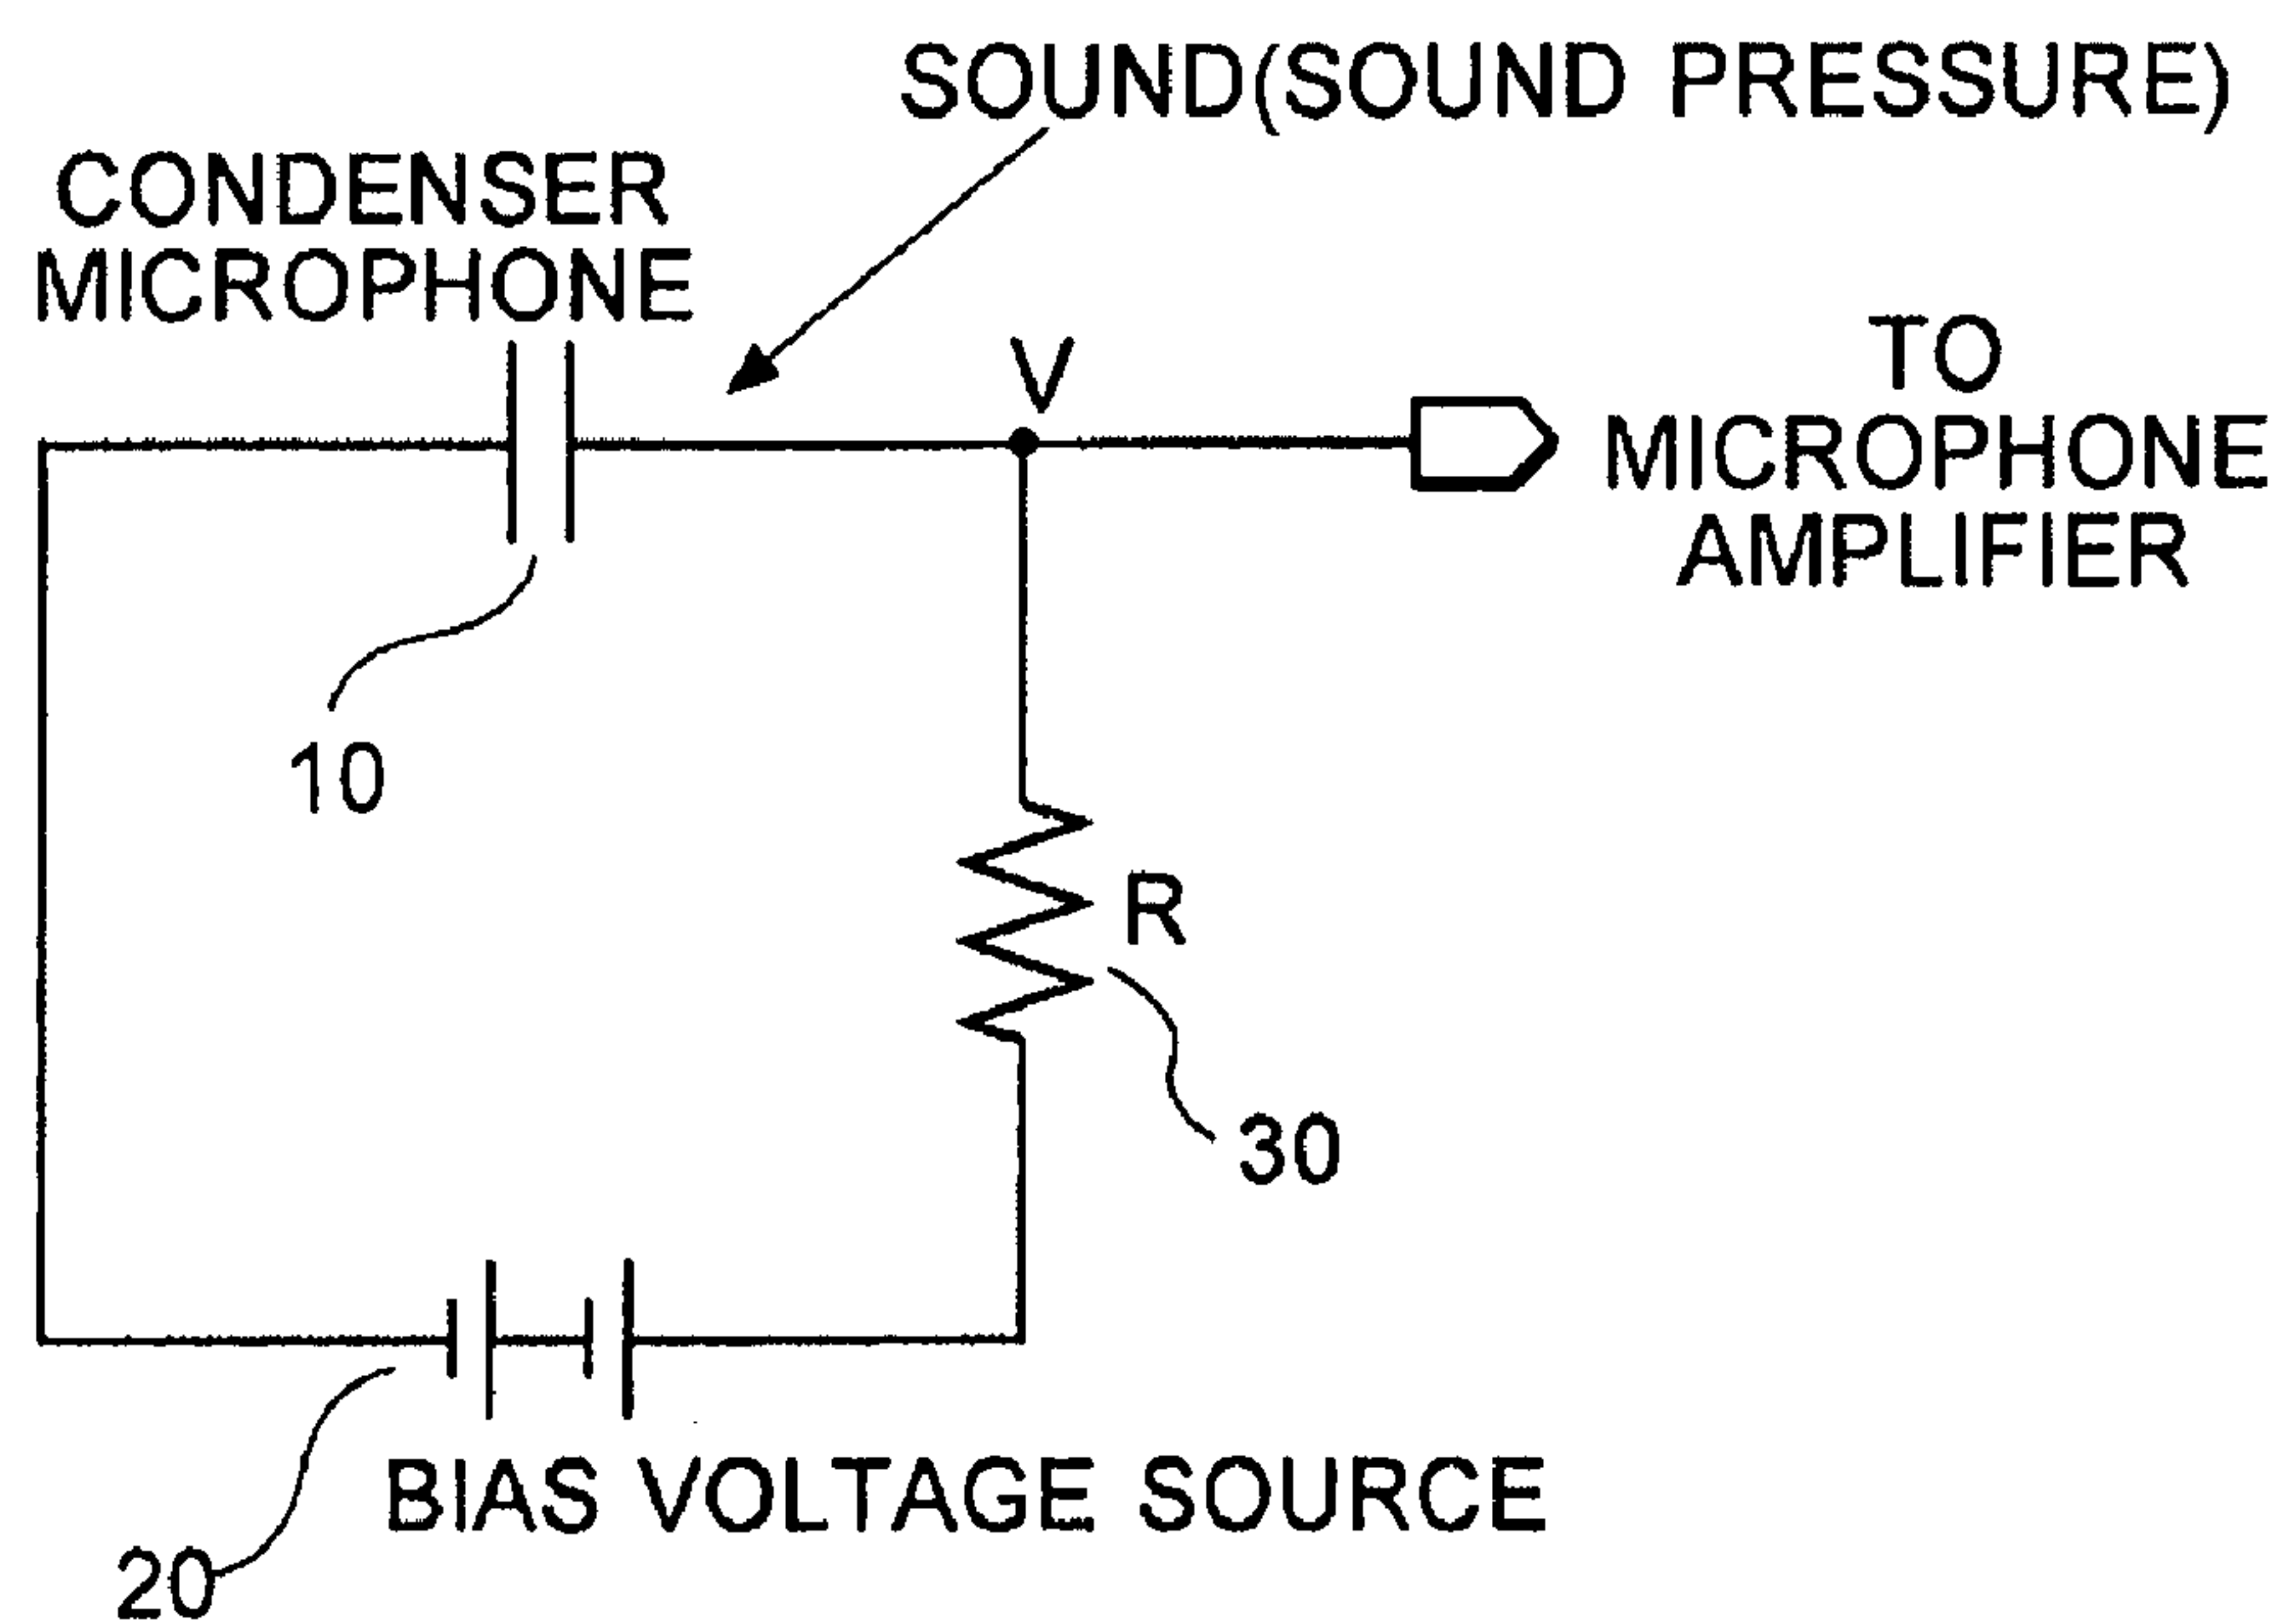 SOUND(SOUND PRESSURE)
CONDENSER
MICROPHONE
V
TO
MICROPHONE
AMPLIFIER
10
R
30
BIAS VOLTAGE SOURCE
20